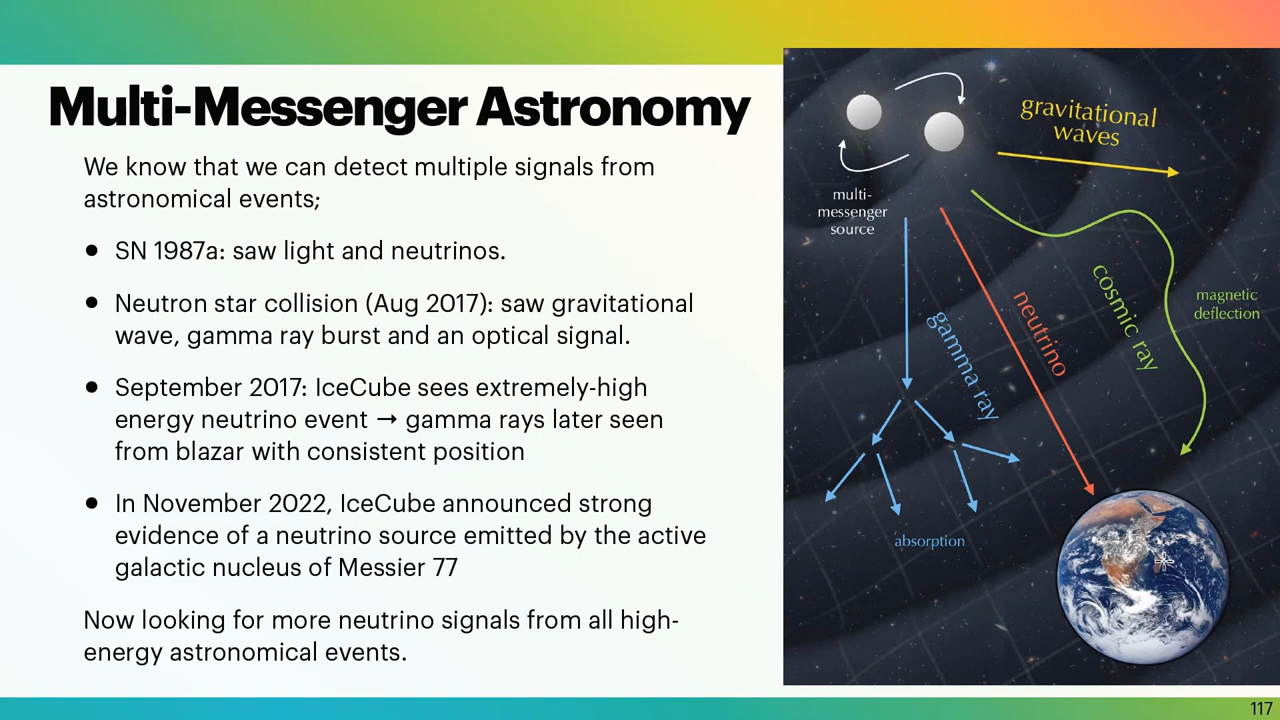 Multi-Messenger Astronomy
We know that we can detect multiple signals from
astronomical events;
● SN 1987a: saw light and neutrinos.
● Neutron star collision (Aug 2017): saw gravitational
wave, gamma ray burst and an optical signal.
● September 2017: IceCube sees extremely-high
energy neutrino event → gamma rays later seen
from blazar with consistent position
● In November 2022, IceCube announced strong
evidence of a neutrino source emitted by the active
galactic nucleus of Messier 77
Now looking for more neutrino signals from all high-
energy astronomical events.
gravitational
waves
multi-
messenger
source
gamma ray
neutrino
cosmic ray
magnetic
deflection
absorption
117